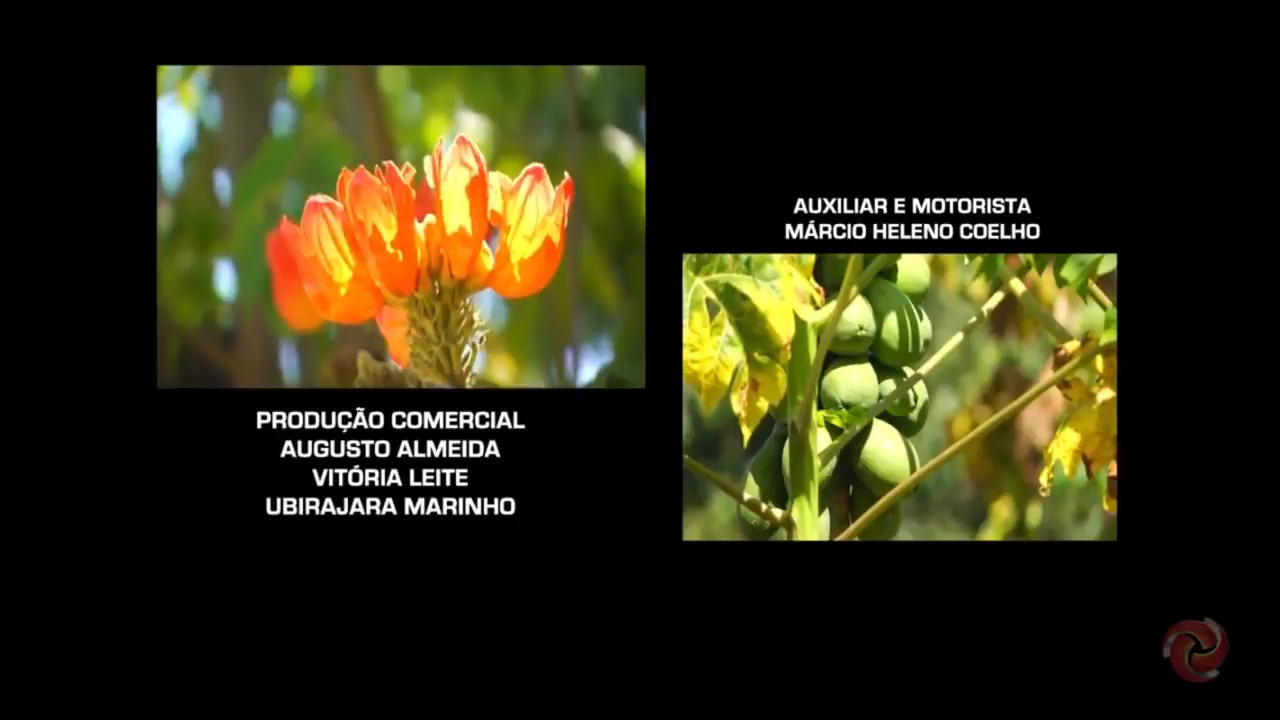 PRODUÇÃO COMERCIAL
AUGUSTO ALMEIDA
VITÓRIA LEITE
UBIRAJARA MARINHO
AUXILIAR E MOTORISTA
MÁRCIO HELENO COELHO